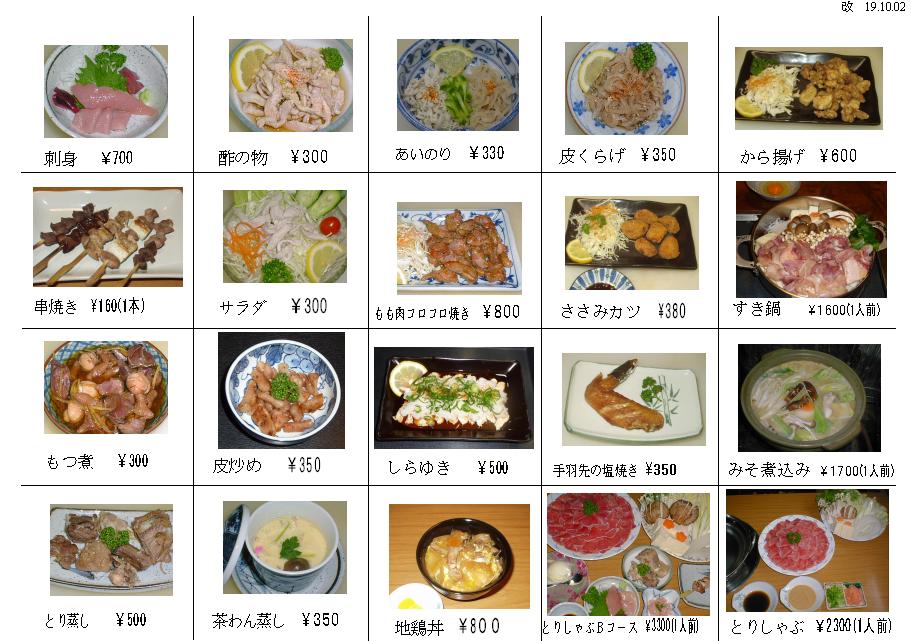 改 19.10.02
刺身 ¥700
酢の物 ¥300
あいのり ¥330
皮くらげ ¥350
から揚げ ¥600
串焼き ¥160(1本)
サラダ ¥300
もも肉コロコロ焼き ¥800
ささみカツ ¥380
すき鍋 ¥1600(1人前)
もつ煮 ¥300
皮炒め ¥350
しらゆき ¥500
手羽先の塩焼き ¥350
みそ煮込み ¥1700(1人前)
とり蒸し ¥500
茶わん蒸し ¥350
地鶏丼 ¥800
とりしゃぶBコース ¥3300(1人前)
とりしゃぶ ¥2300(1人前)